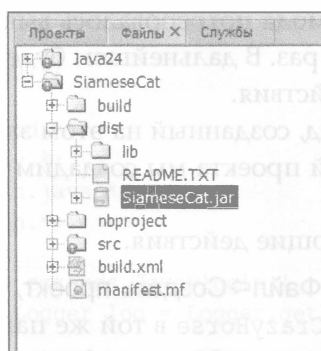 Проекты Файлы × Службы
Java24
SiameseCat
build
dist
lib
README.TXT
SiameseCat.jar
nbproject
src
build.xml
manifest.mf